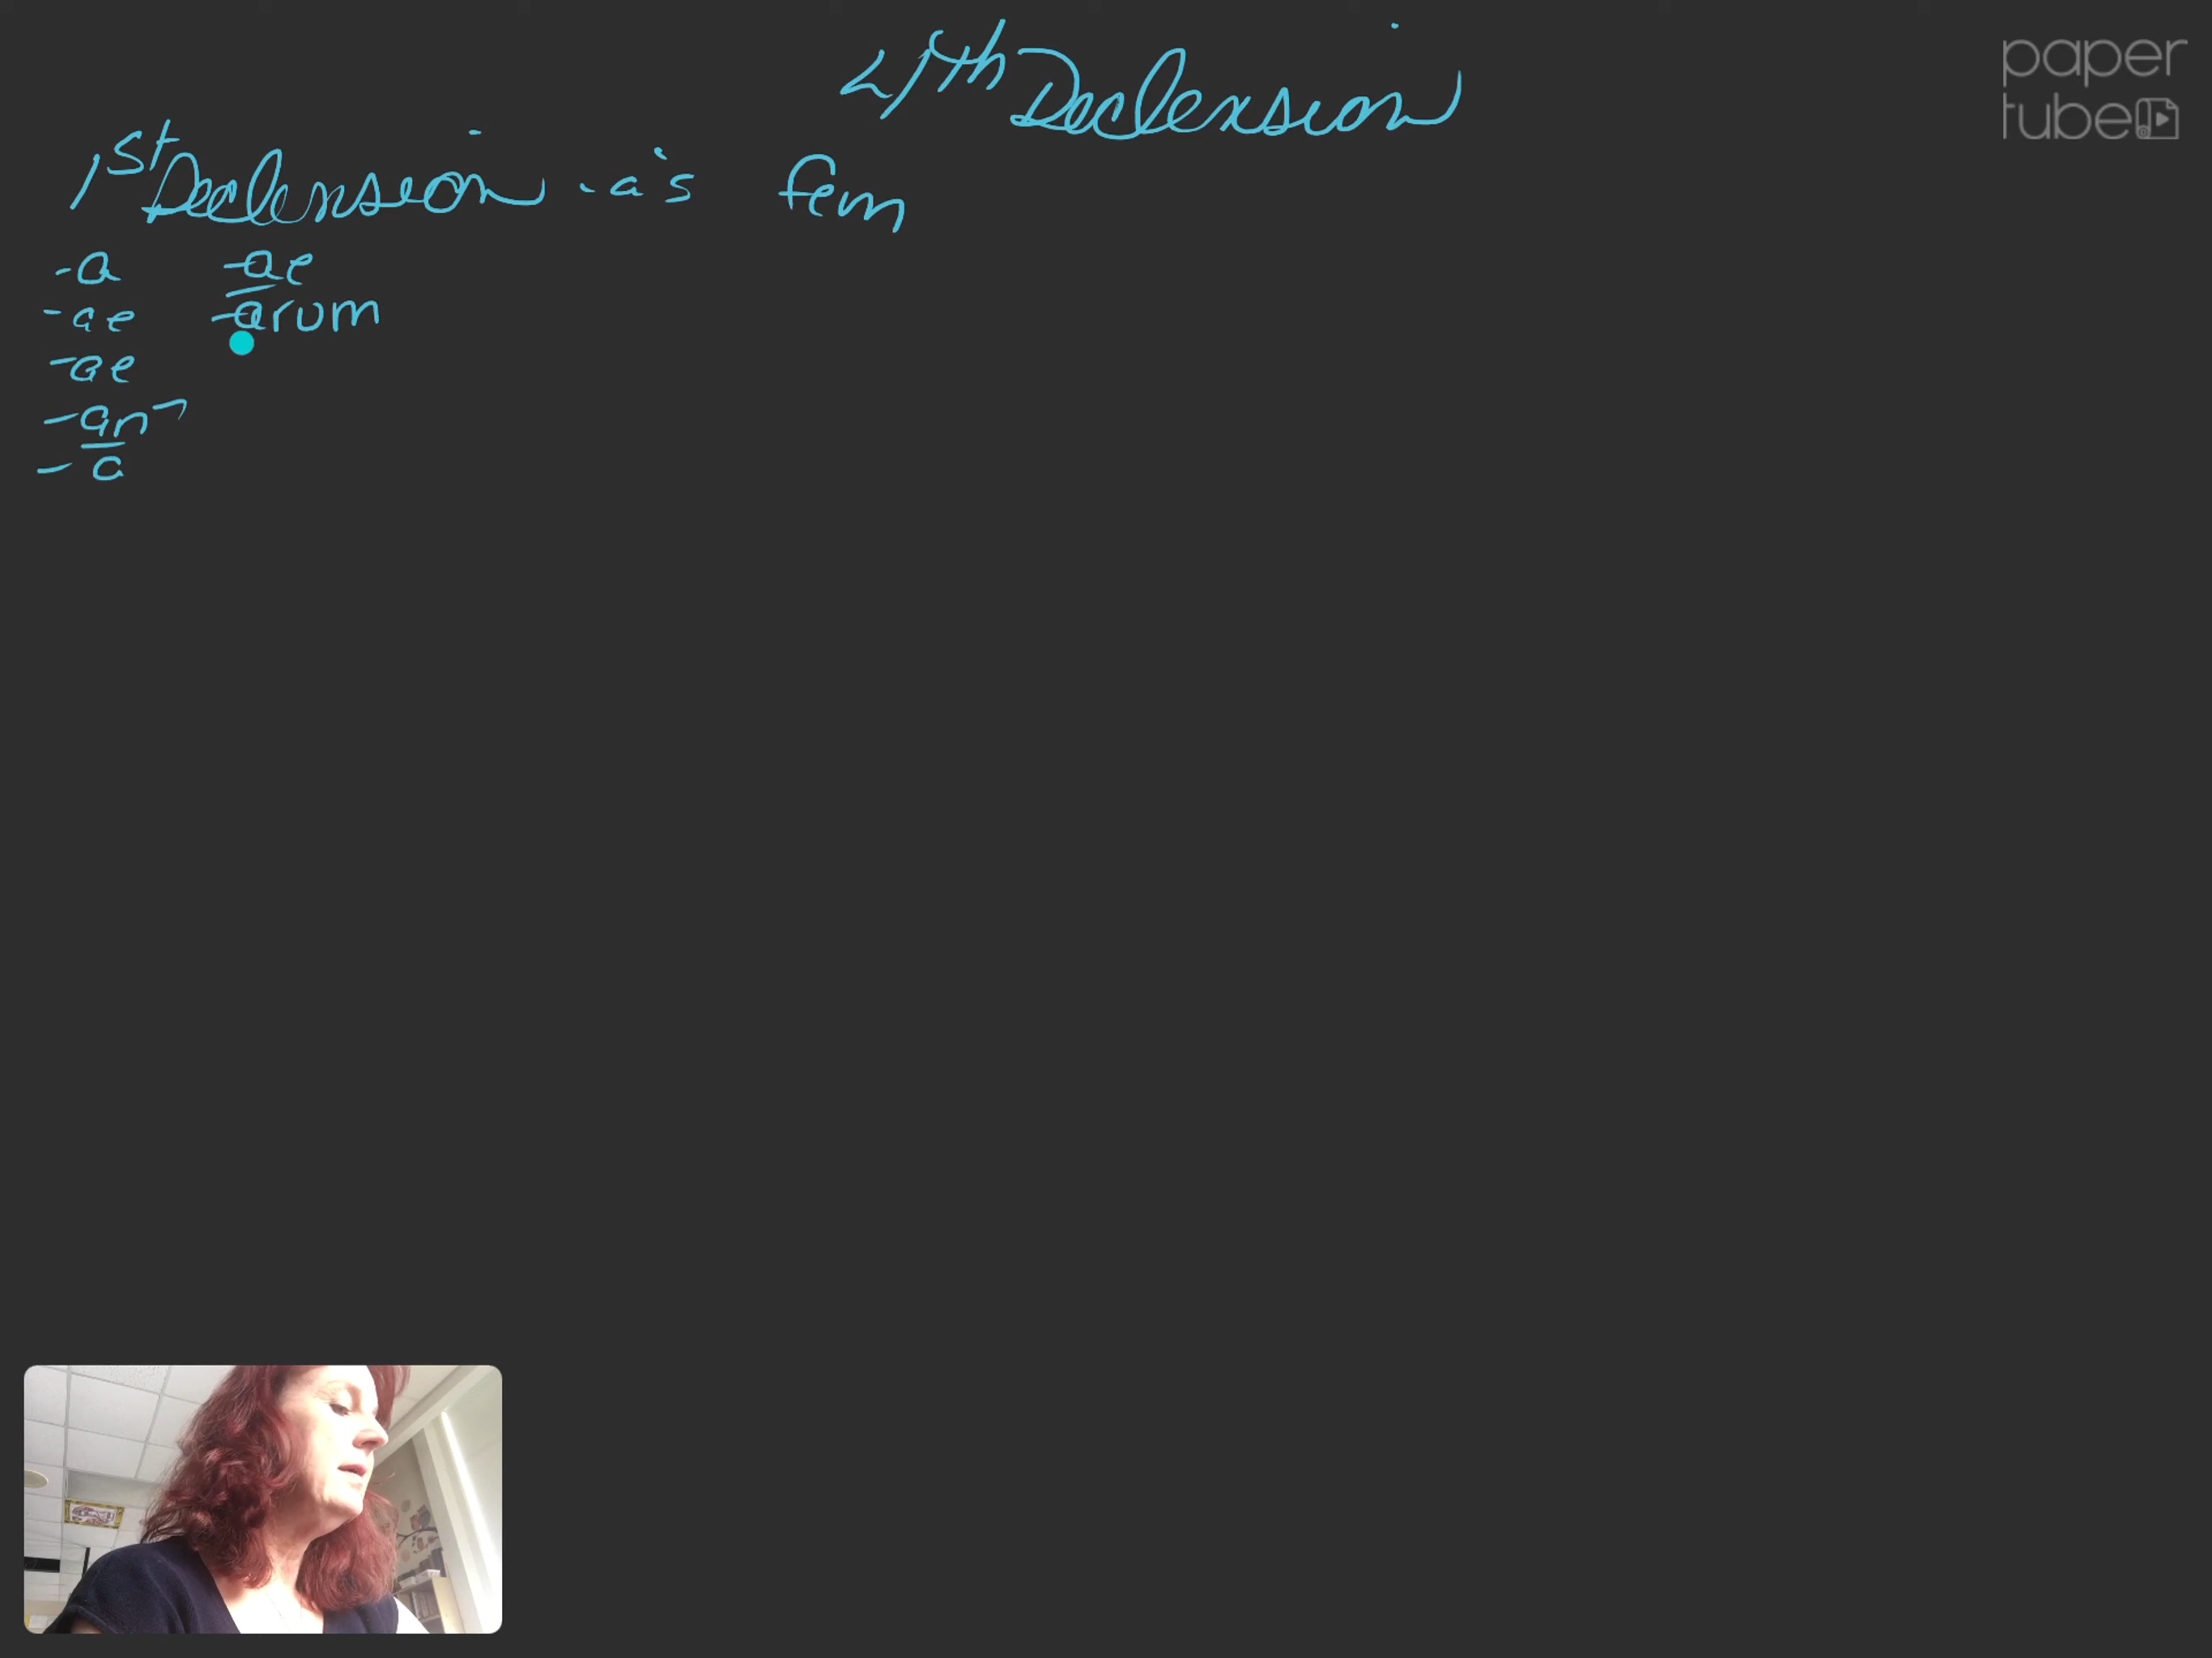 4th Declension
1st Declension - a's fem
-a -ae
-ae -arum
-ae
-am
-a
paper
tube